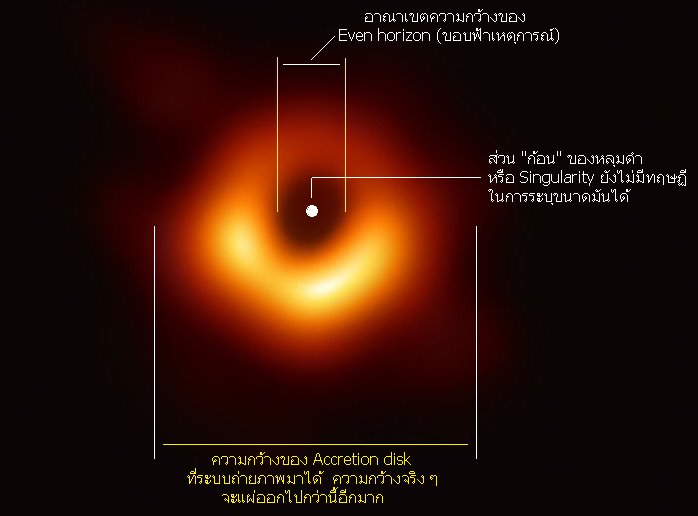 อาณาเขตความกว้างของ
Even horizon (ขอบฟ้าเหตุการณ์)
ส่วน "ก้อน" ของหลุมดำ
หรือ Singularity ยังไม่มีทฤษฎี
ในการระบุขนาดมันได้
ความกว้างของ Accretion disk
ที่ระบบถ่ายภาพมาได้ ความกว้างจริง ๆ
จะแผ่ออกไปกว่านี้อีกมาก